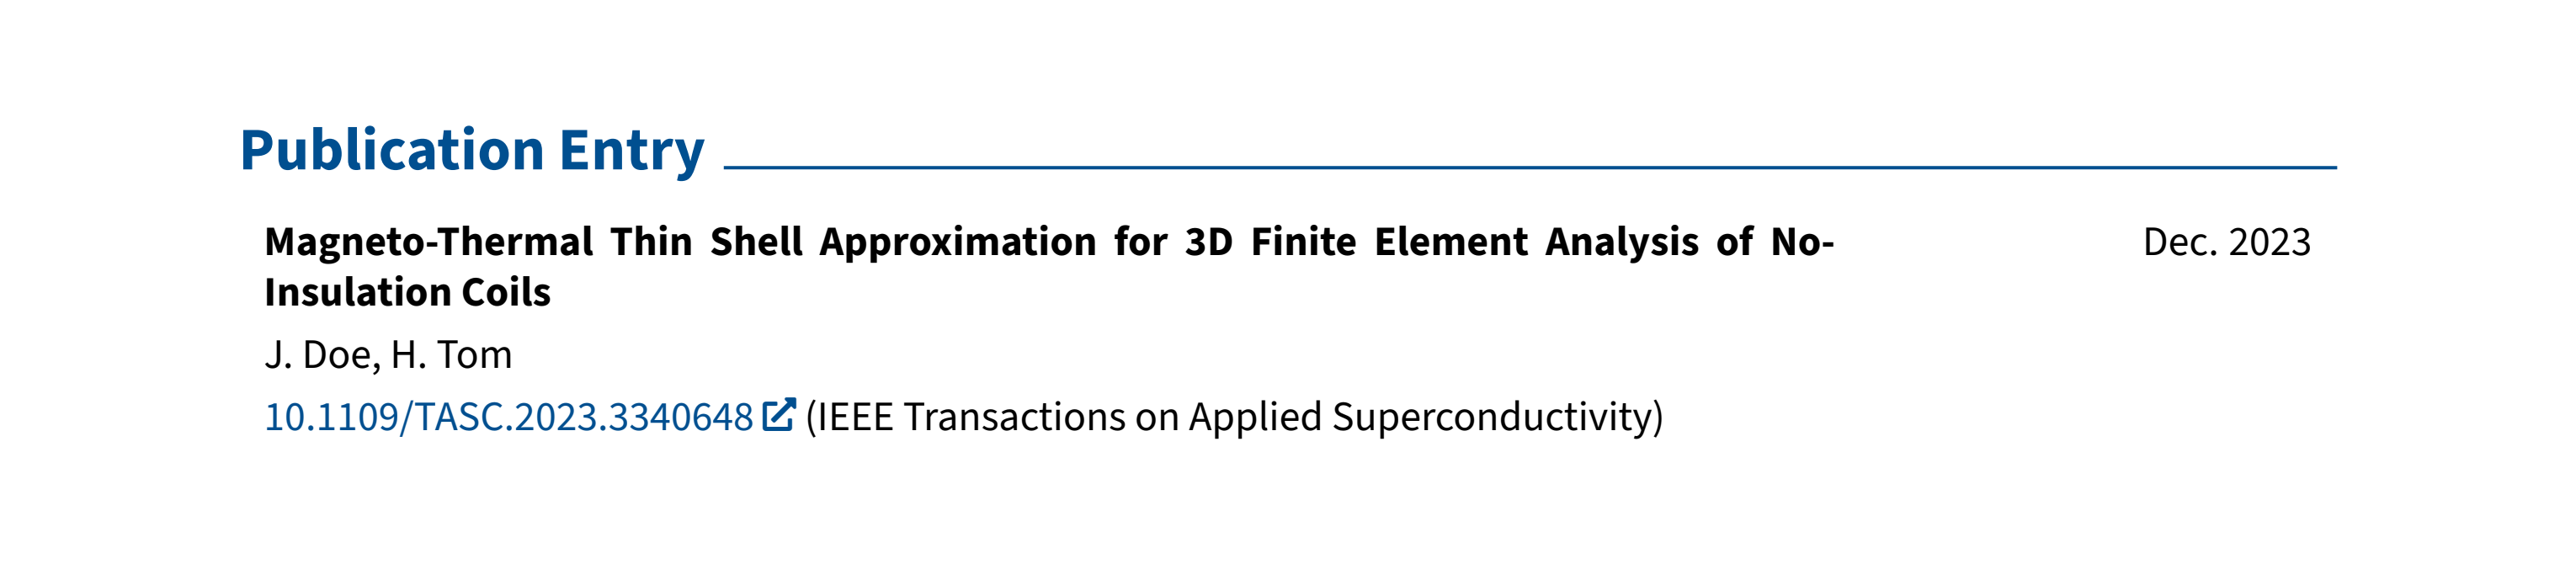 Publication Entry
Magneto-Thermal Thin Shell Approximation for 3D Finite Element Analysis of No- Dec. 2023
Insulation Coils
J. Doe, H. Tom
10.1109/TASC.2023.3340648 (IEEE Transactions on Applied Superconductivity)